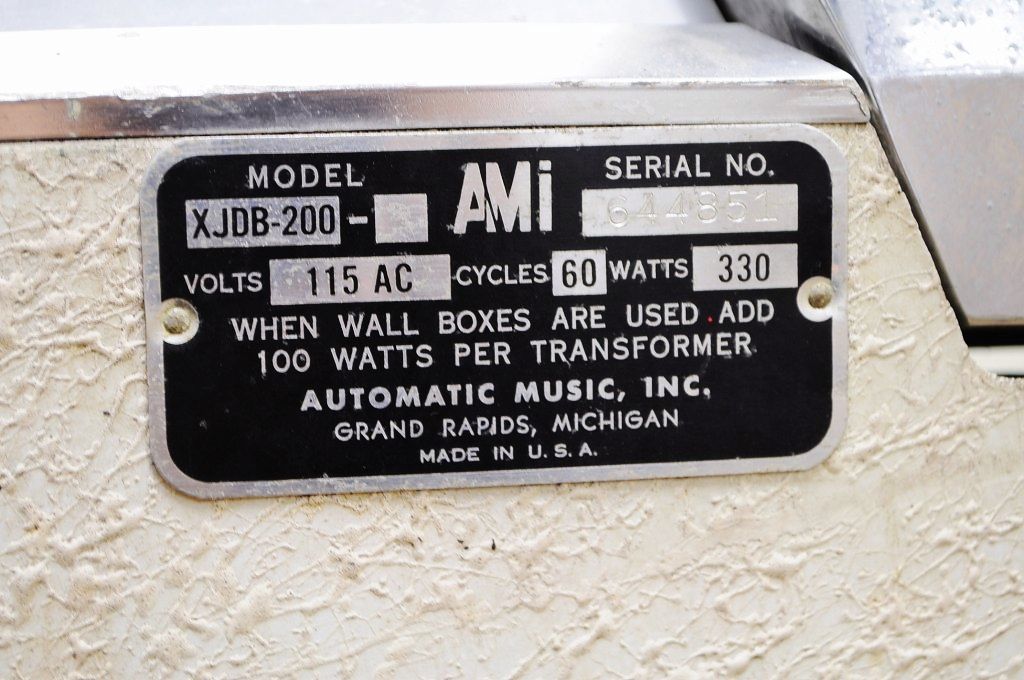 MODEL AMi SERIAL NO.
XJDB-200- 644851
VOLTS 115 AC CYCLES 60 WATTS 330
WHEN WALL BOXES ARE USED ADD
100 WATTS PER TRANSFORMER
AUTOMATIC MUSIC, INC.
GRAND RAPIDS, MICHIGAN
MADE IN U. S. A.